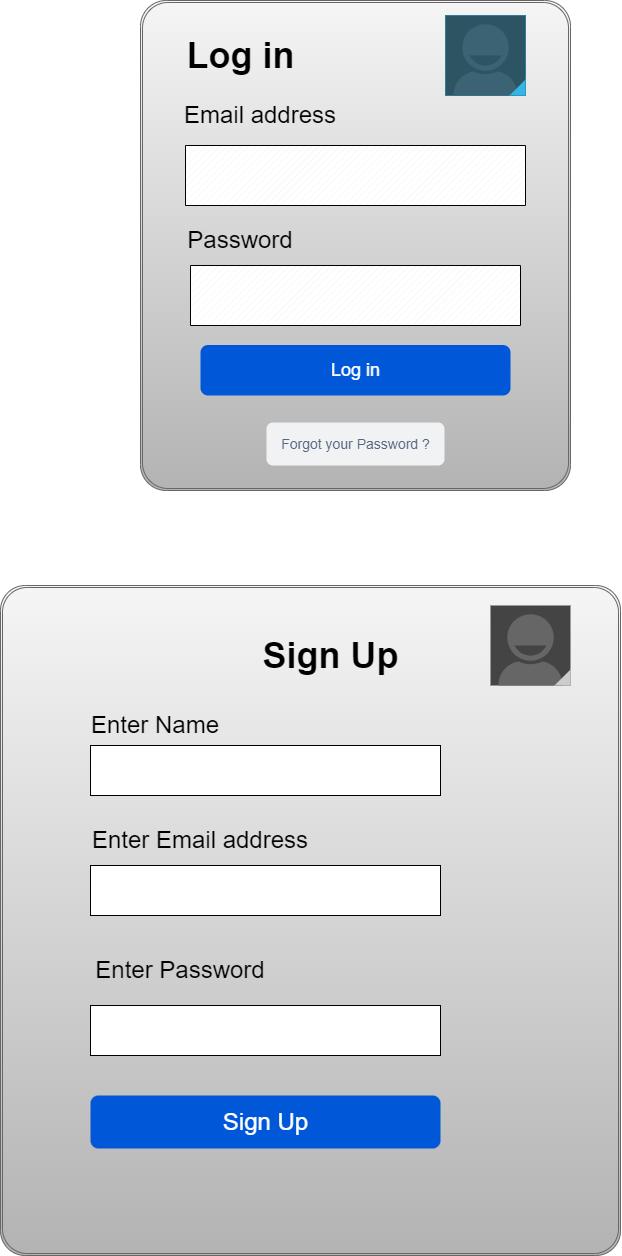 Log in
Email address
Password
Log in
Forgot your Password ?
Sign Up
Enter Name
Enter Email address
Enter Password
Sign Up